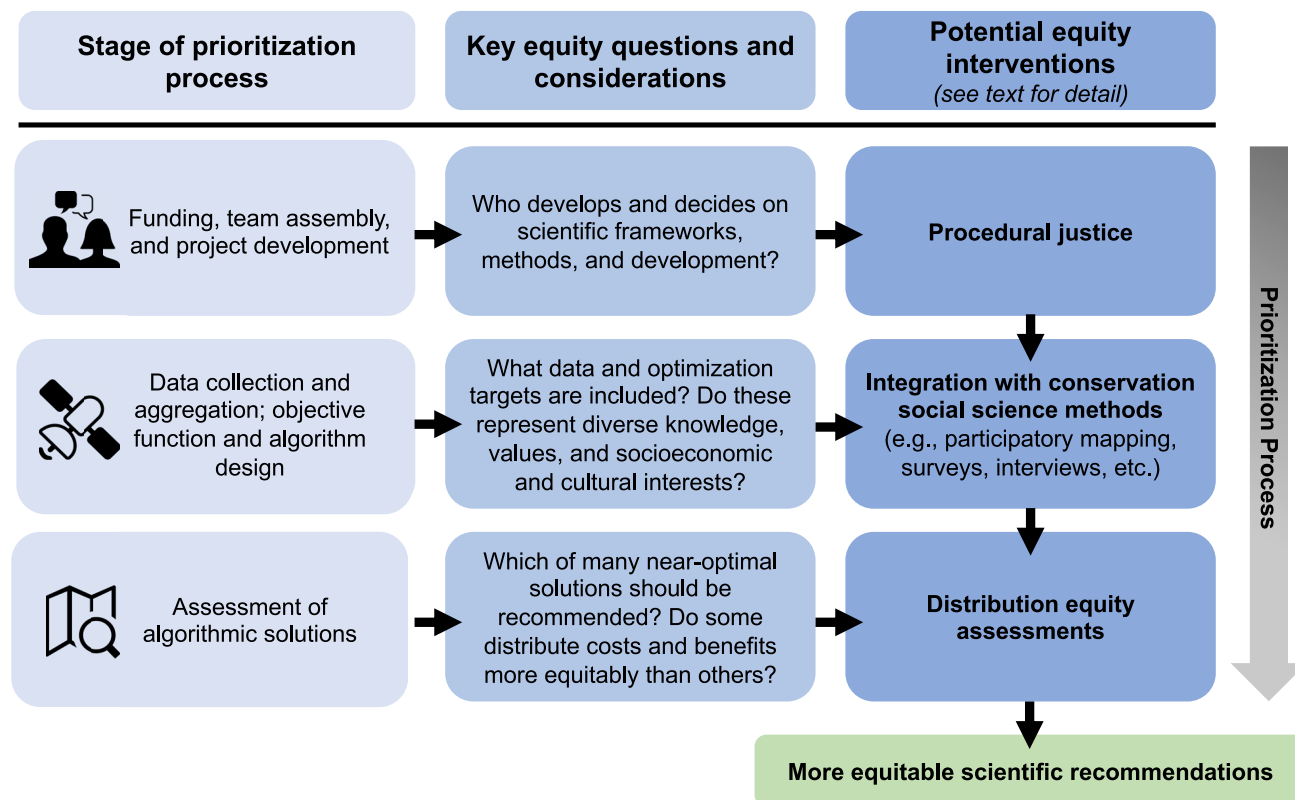 Stage of prioritization
process
Key equity questions and
considerations
Potential equity
interventions
(see text for detail)
Funding, team assembly,
and project development
Who develops and decides on
scientific frameworks,
methods, and development?
Procedural justice
Data collection and
aggregation; objective
function and algorithm
design
What data and optimization
targets are included? Do these
represent diverse knowledge,
values, and socioeconomic
and cultural interests?
Integration with conservation
social science methods
(e.g., participatory mapping,
surveys, interviews, etc.)
Assessment of
algorithmic solutions
Which of many near-optimal
solutions should be
recommended? Do some
distribute costs and benefits
more equitably than others?
Distribution equity
assessments
Prioritization Process
More equitable scientific recommendations